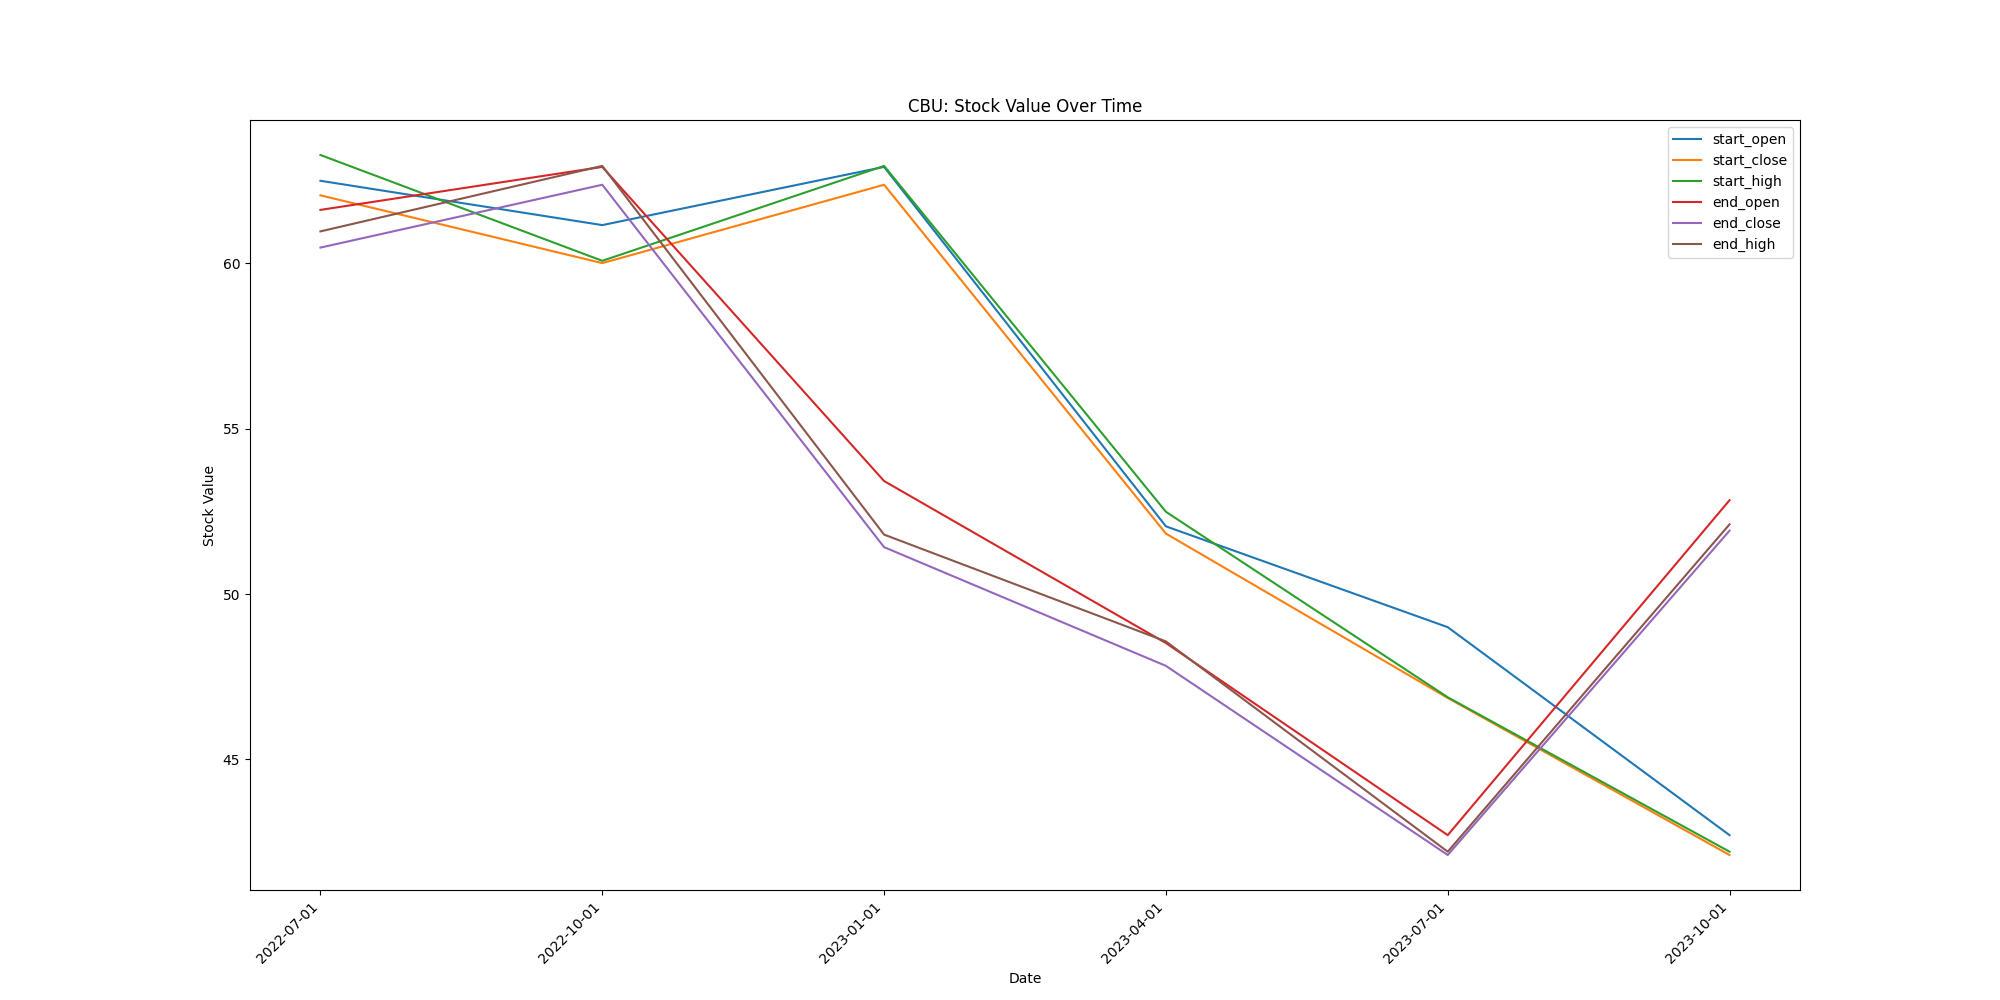 CBU: Stock Value Over Time
start_open
start_close
start_high
end_open
end_close
end_high
Stock Value
60
55
50
45
2022-07-01
2022-10-01
2023-01-01
2023-04-01
2023-07-01
2023-10-01
Date